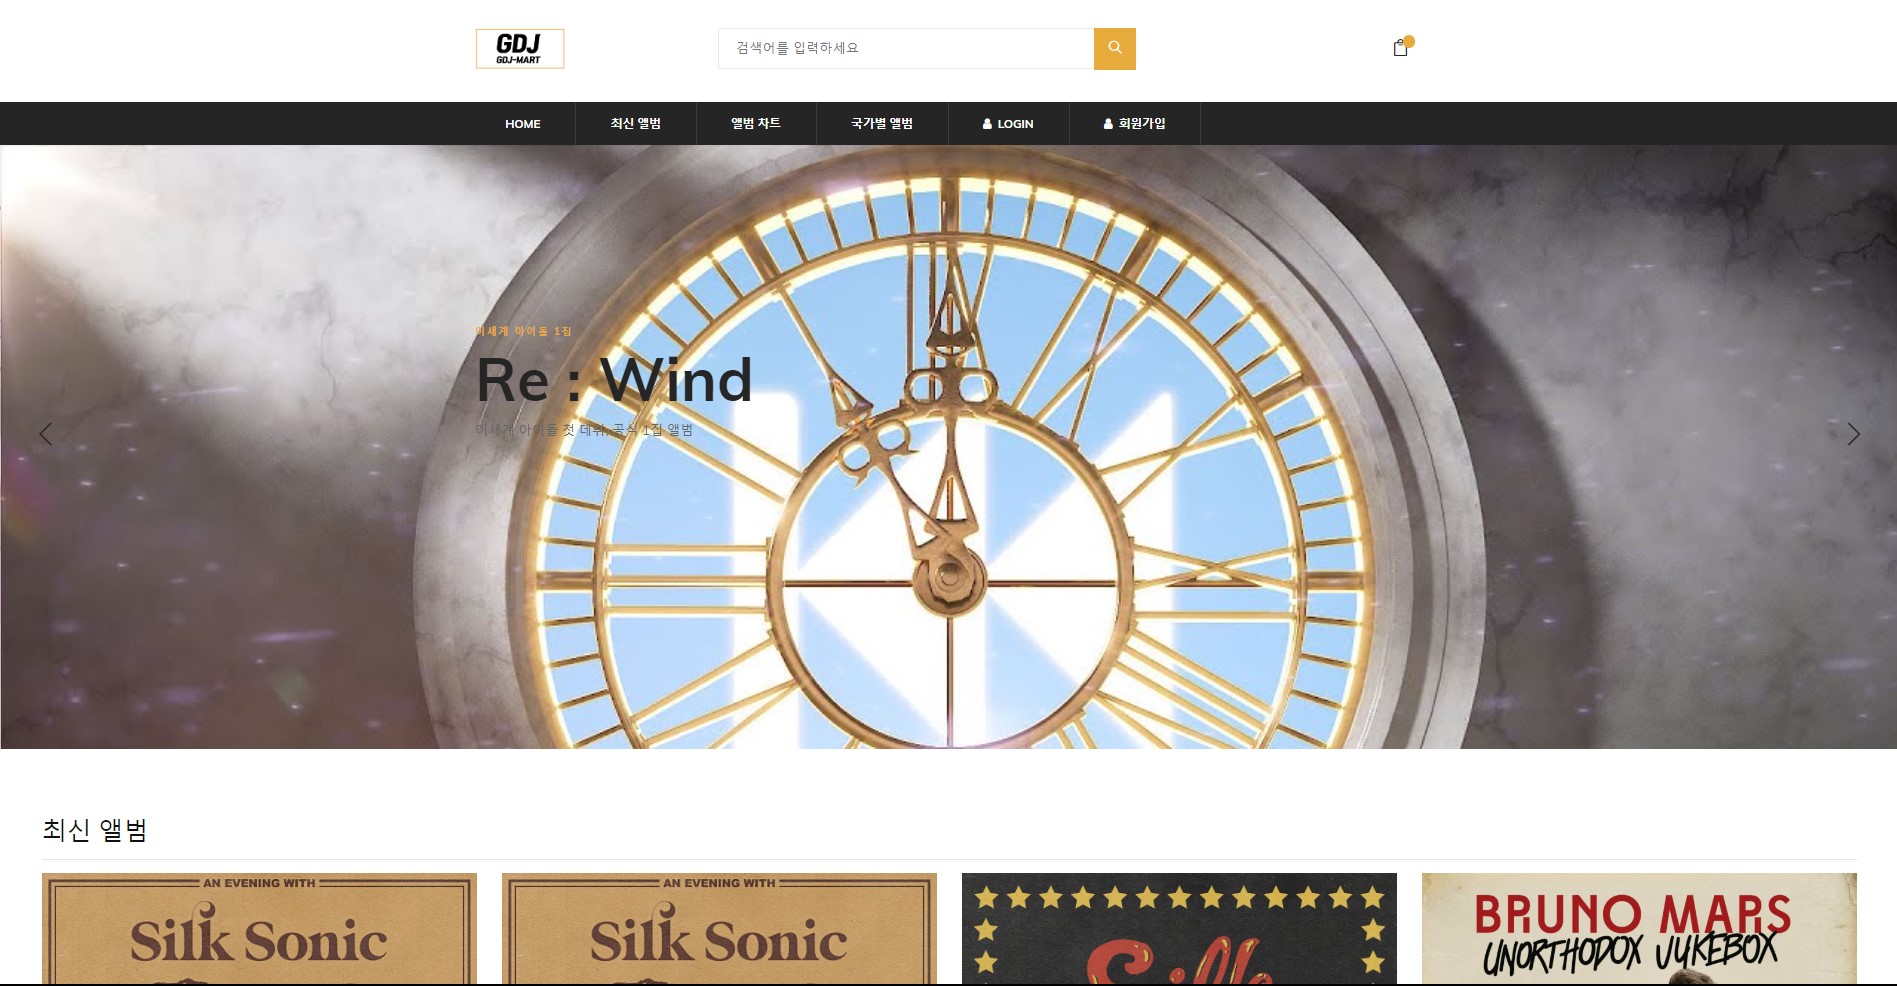 GDJ
GDJ-MART
검색어를 입력하세요
HOME
최신 앨범
앨범 차트
국가별 앨범
LOGIN
회원가입
이세계 아이돌 1집
Re : Wind
이세계 아이돌 첫 데뷔, 공식 1집 앨범
최신 앨범
AN EVENING WITH
Silk Sonic
AN EVENING WITH
Silk Sonic
BRUNO MARS
UNORTHODOX JUKEBOX